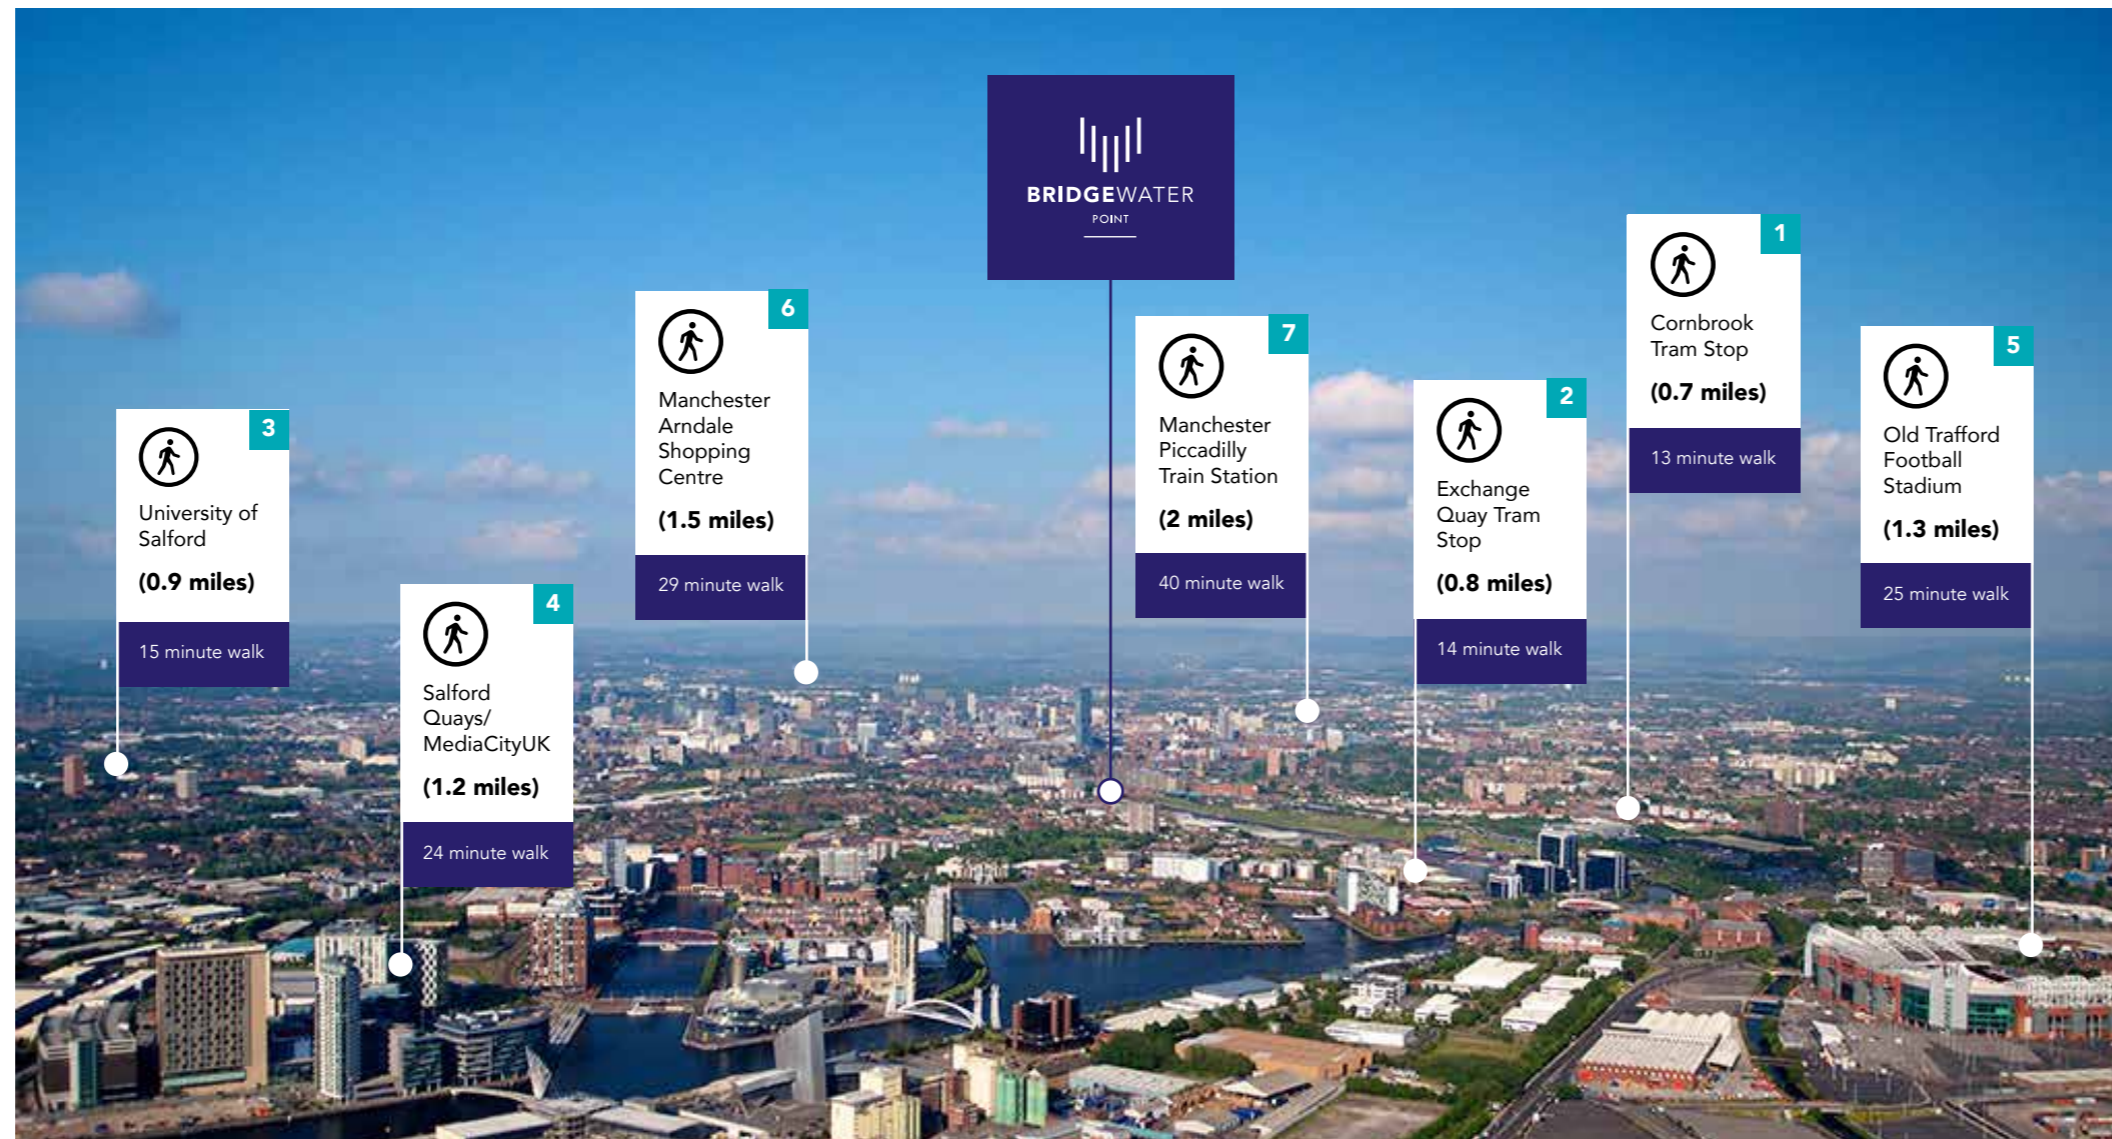 BRIDGEWATER
POINT
3
University of
Salford
(0.9 miles)
15 minute walk
4
Salford
Quays/
MediaCityUK
(1.2 miles)
24 minute walk
6
Manchester
Arndale
Shopping
Centre
(1.5 miles)
29 minute walk
7
Manchester
Piccadilly
Train Station
(2 miles)
40 minute walk
2
Exchange
Quay Tram
Stop
(0.8 miles)
14 minute walk
1
Cornbrook
Tram Stop
(0.7 miles)
13 minute walk
5
Old Trafford
Football
Stadium
(1.3 miles)
25 minute walk